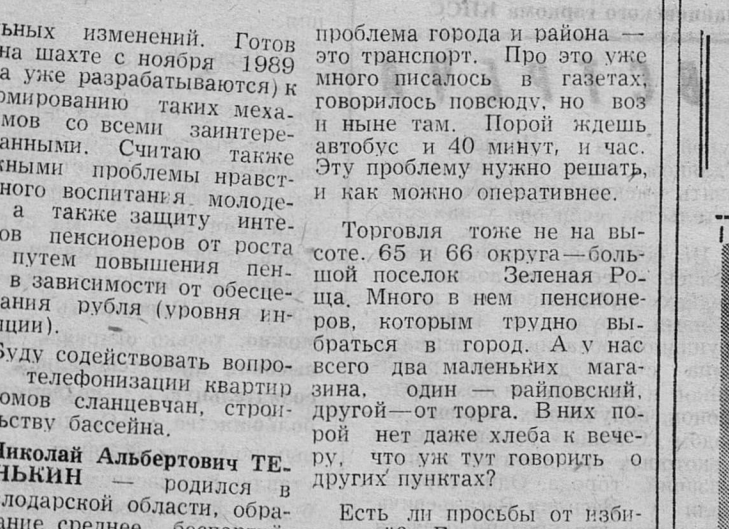 льных изменений. Готов
на шахте с ноября 1989
а уже разрабатываются) к
ормированию таких меха-
мов со всеми заинтере-
анными. Считаю также
жными проблемы нравст-
ного воспитания молоде-
а также защиту инте-
ов пенсионеров от роста
путем повышения пен-
в зависимости от обесце-
ания рубля (уровня ин-
яции).
Буду содействовать вопро-
телефонизации квартир
омов сланцевчан, строи-
льству бассейна.
Николай Альбертович ТЕ-
НЬКИН — родился в
лодарской области, обра-
ание среднее,
проблема города и района —
это транспорт. Про это уже
много писалось в газетах,
говорилось повсюду, но воз
и ныне там. Порой ждешь
автобус и 40 минут, и час.
Эту проблему нужно решать,
и как можно оперативнее.
Торговля тоже не на вы-
соте. 65 и 66 округа—боль-
шой поселок Зеленая Ро-
ща. Много в нем пенсионе-
ров, которым трудно вы-
браться в город. А у нас
всего два маленьких мага-
зина, один — райповский,
другой—от торга. В них по-
рой нет даже хлеба к вече-
ру, что уж тут говорить о
других пунктах?
Есть ли просьбы от изби-